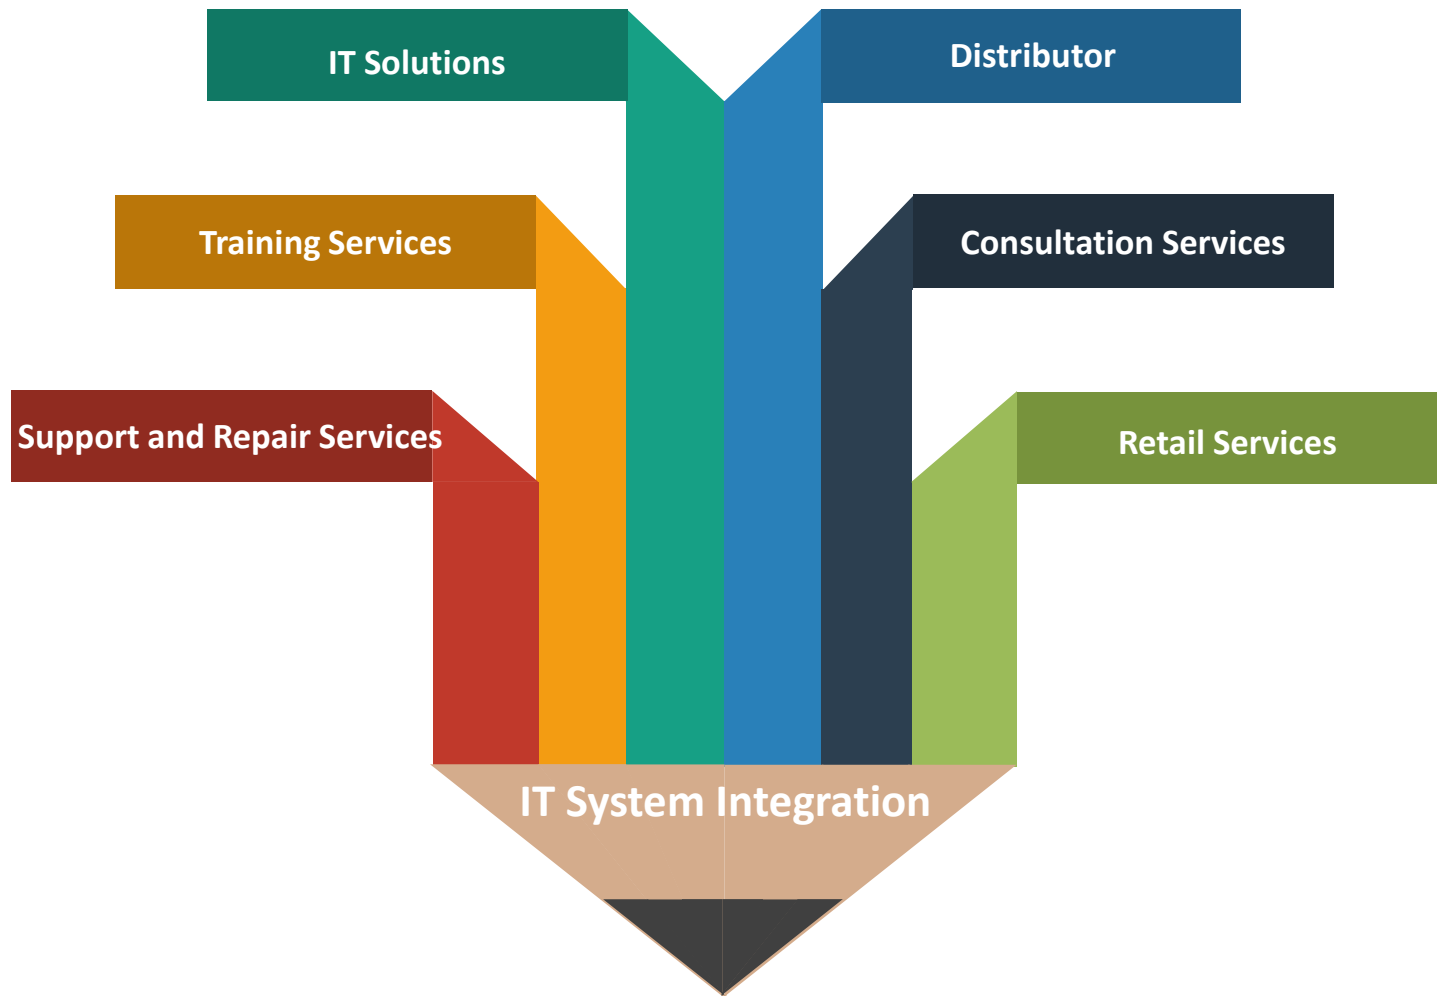 IT Solutions
Distributor
Training Services
Consultation Services
Support and Repair Services
Retail Services
IT System Integration